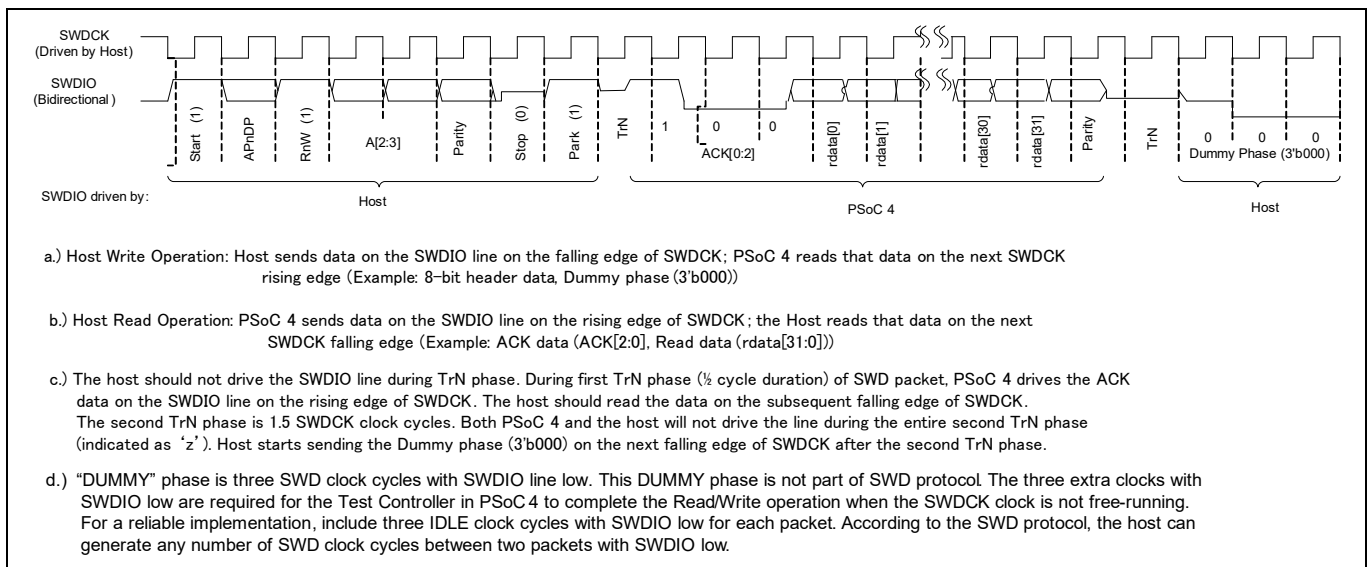 SWDCK
(Driven by Host)
SWDIO
(Bidirectional)
Start (1)
APnDP
RnW (1)
A[2:3]
Parity
Stop (0)
Park (1)
TrN
1
0
0
ACK[0:2]
rdata[0]
rdata[1]
rdata[30]
rdata[31]
Parity
TrN
0
0
0
Dummy Phase (3'b000)
SWDIO driven by:
Host
PSoC 4
Host
a.) Host Write Operation: Host sends data on the SWDIO line on the falling edge of SWDCK; PSoC 4 reads that data on the next SWDCK
rising edge (Example: 8-bit header data, Dummy phase (3'b000))
b.) Host Read Operation: PSoC 4 sends data on the SWDIO line on the rising edge of SWDCK; the Host reads that data on the next
SWDCK falling edge (Example: ACK data (ACK[2:0], Read data (rdata[31:0]))
c.) The host should not drive the SWDIO line during TrN phase. During first TrN phase (½ cycle duration) of SWD packet, PSoC 4 drives the ACK
data on the SWDIO line on the rising edge of SWDCK. The host should read the data on the subsequent falling edge of SWDCK.
The second TrN phase is 1.5 SWDCK clock cycles. Both PSoC 4 and the host will not drive the line during the entire second TrN phase
(indicated as ‘z’). Host starts sending the Dummy phase (3'b000) on the next falling edge of SWDCK after the second TrN phase.
d.) “DUMMY” phase is three SWD clock cycles with SWDIO line low. This DUMMY phase is not part of SWD protocol. The three extra clocks with
SWDIO low are required for the Test Controller in PSoC 4 to complete the Read/Write operation when the SWDCK clock is not free-running.
For a reliable implementation, include three IDLE clock cycles with SWDIO low for each packet. According to the SWD protocol, the host can
generate any number of SWD clock cycles between two packets with SWDIO low.